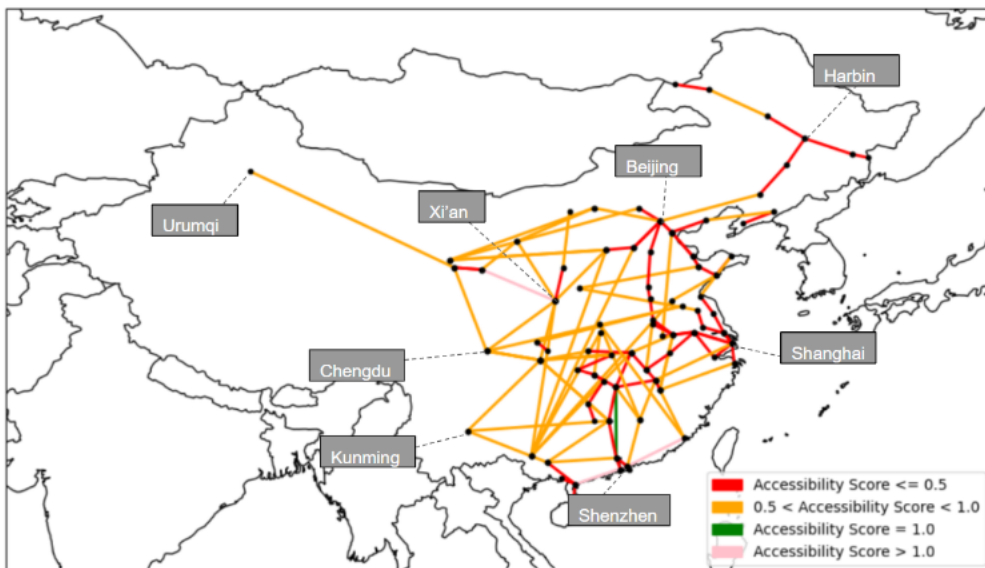 Harbin
Beijing
Xi'an
Urumqi
Chengdu
Shanghai
Kunming
Shenzhen
Accessibility Score <= 0.5
0.5 < Accessibility Score < 1.0
Accessibility Score = 1.0
Accessibility Score > 1.0